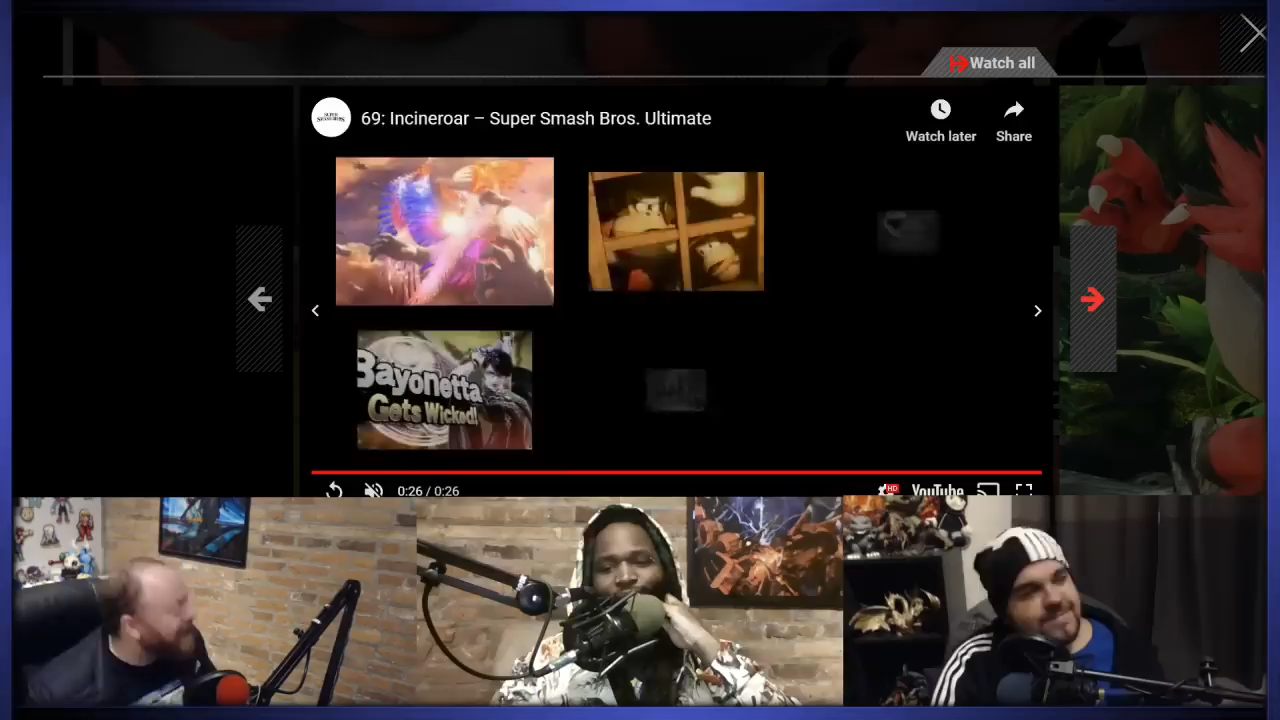 Watch all
69: Incineroar – Super Smash Bros. Ultimate
Watch later
Share
Bayonetta
Gets Wicked!
0:26 / 0:26
HD
YouTube